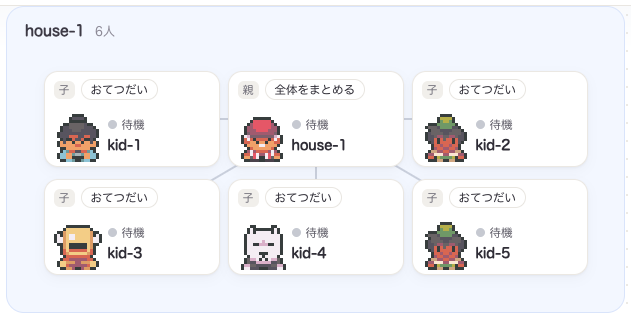 house-1 6人
子 おてつだい
待機
kid-1
親 全体をまとめる
待機
house-1
子 おてつだい
待機
kid-2
子 おてつだい
待機
kid-3
子 おてつだい
待機
kid-4
子 おてつだい
待機
kid-5